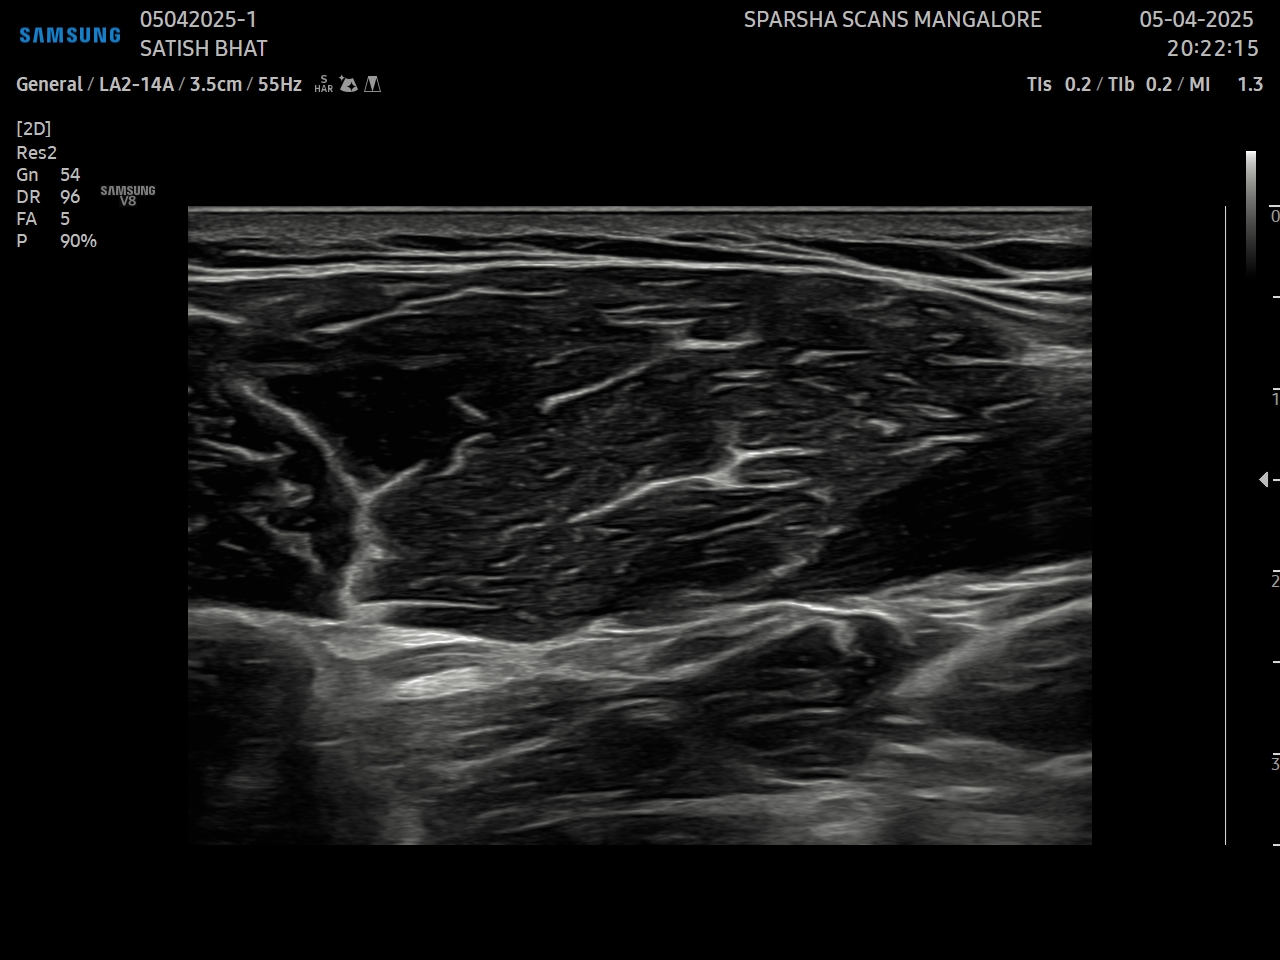 SAMSUNG
05042025-1
SATISH BHAT
SPARSHA SCANS MANGALORE
05-04-2025
20:22:15
General / LA2-14A / 3.5cm / 55Hz
S
HAR
TIs 0.2 / TIb 0.2 / MI 1.3
[2D]
Res2
Gn 54
DR 96
FA 5
P 90%
SAMSUNG
V8
0
1
2
3